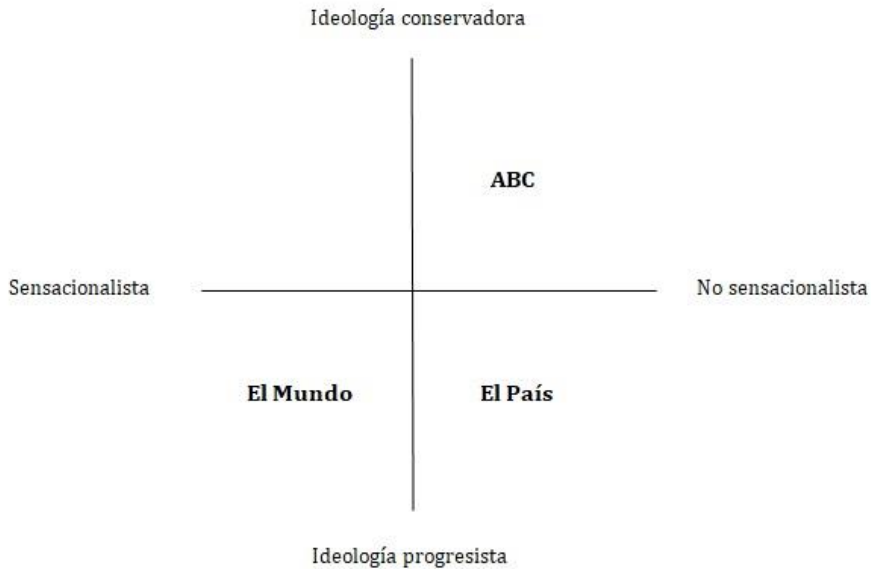 Ideología conservadora
ABC
Sensacionalista
No sensacionalista
El Mundo
El País
Ideología progresista